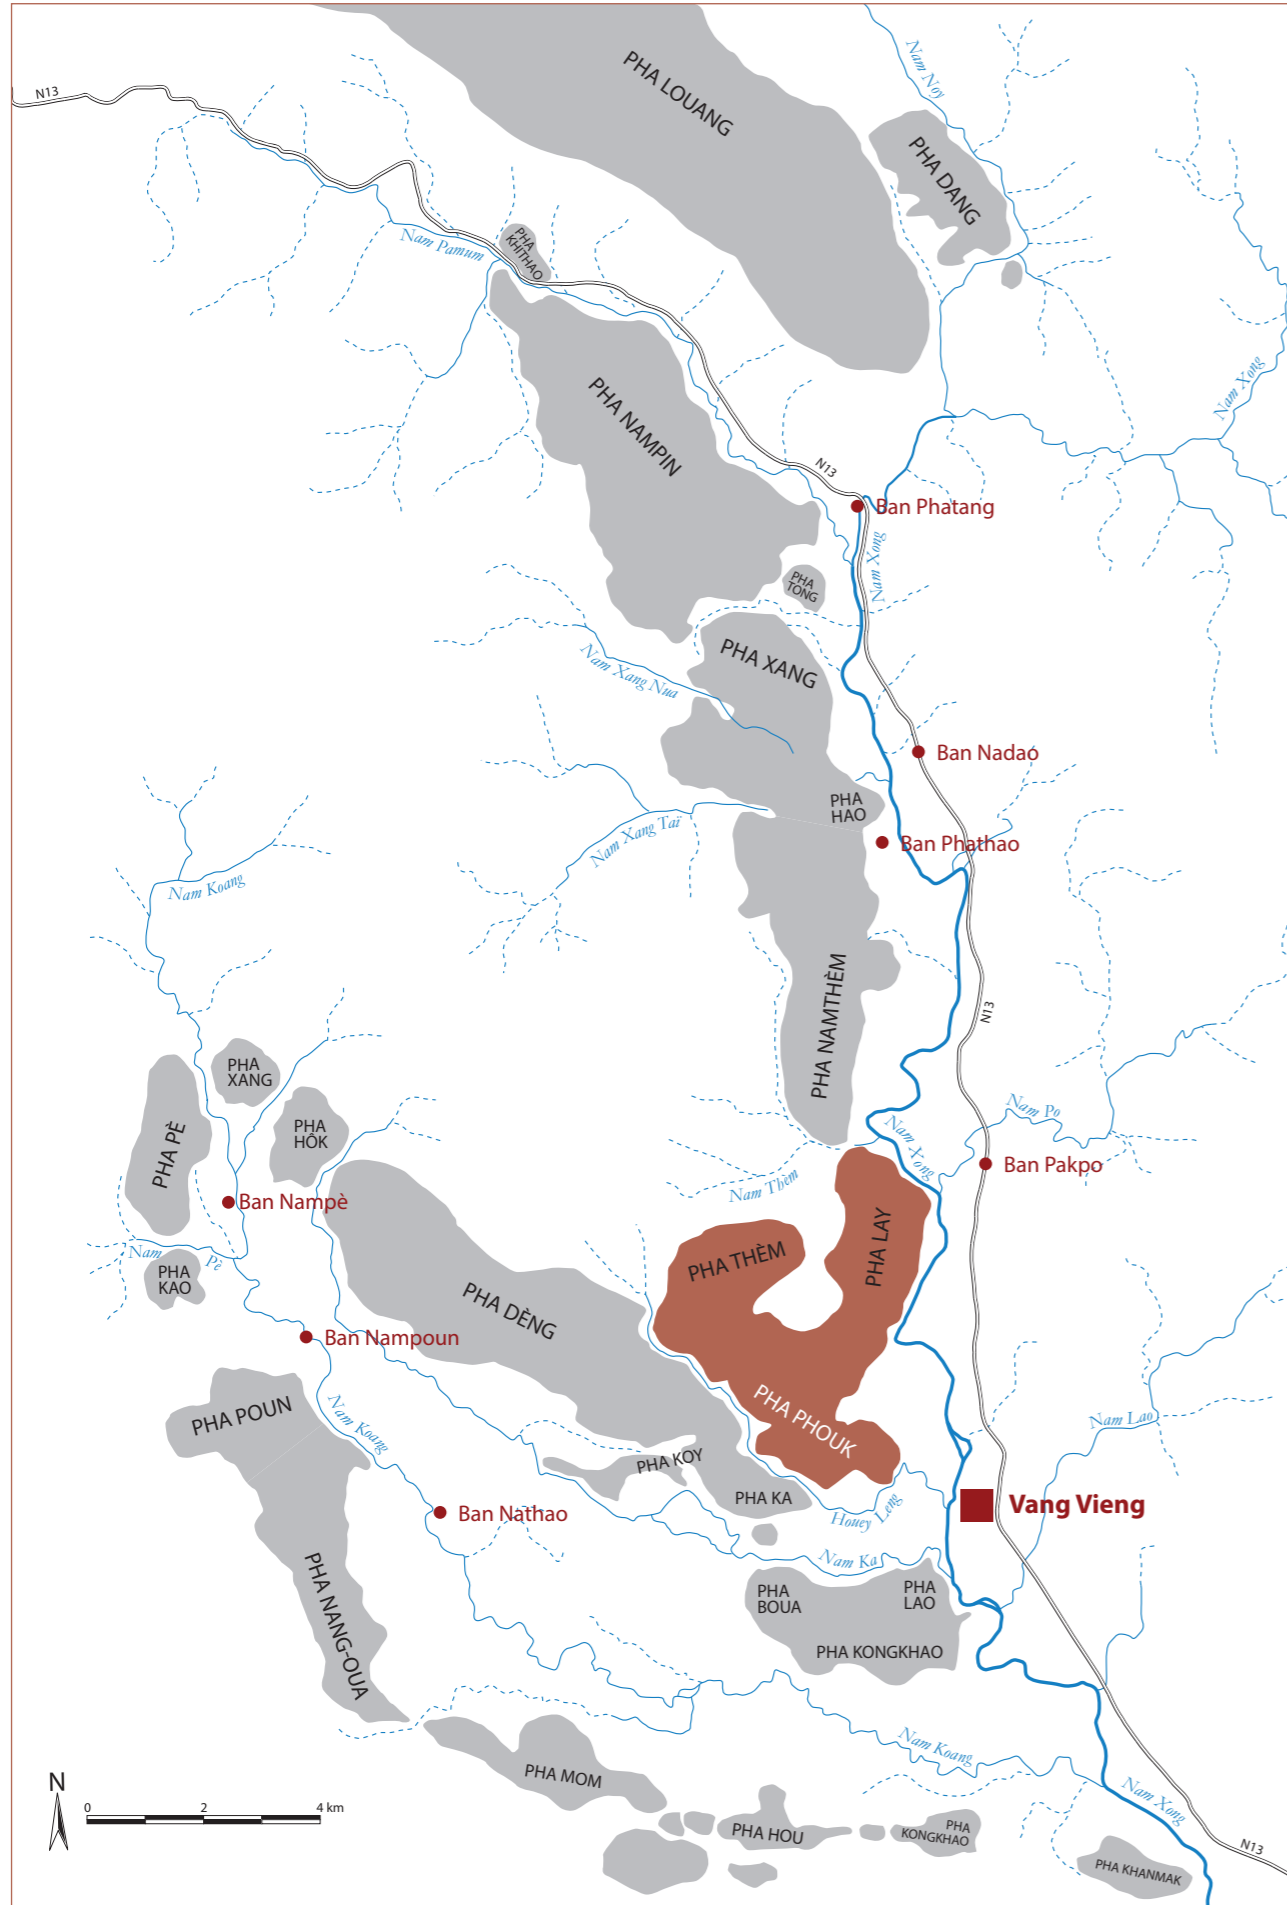 PHA LOUANG
Nam Noy
N13
PHA DANG
PHA
KHITHAO
Nam Pamum
Nam Xong
PHA NAMPIN
N13
Ban Phatang
Nam Xong
PHA
TONG
PHA XANG
Nam Xang Nua
Ban Nadao
PHA
HAO
Nam Xang Taï
Ban Phathao
Nam Koang
PHA NAMTHÈM
N13
PHA
XANG
PHA PÈ
PHA
HÔK
Nam Po
Nam Xong
Ban Pakpo
Nam Thèm
Ban Nampè
PHA LAY
PHA THÈM
Nam Pè
PHA
KAO
PHA DÈNG
Ban Nampoun
PHA PHOUK
PHA POUN
Nam Koang
Nam Lao
PHA KOY
PHA KA
Houey Leng
Vang Vieng
Ban Nathao
Nam Ka
PHA NANG-OUA
PHA
BOUA
PHA
LAO
PHA KONGKHAO
Nam Koang
PHA MOM
N
0 2 4 km
Nam Xong
PHA HOU
PHA
KONGKHAO
N13
PHA KHANMAK